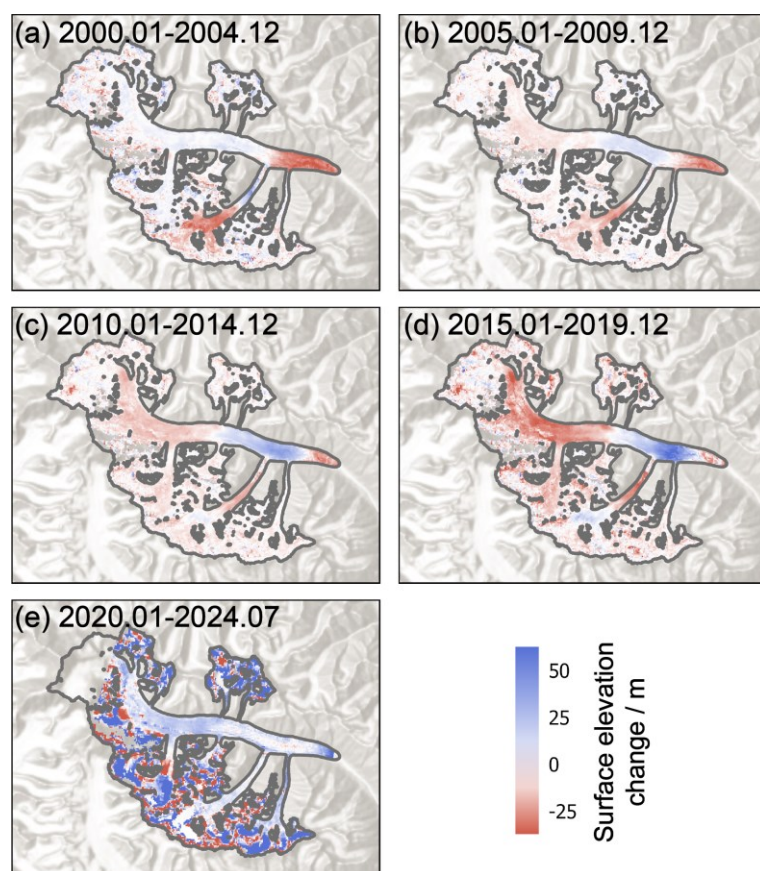 (a) 2000.01-2004.12
(b) 2005.01-2009.12
(c) 2010.01-2014.12
(d) 2015.01-2019.12
(e) 2020.01-2024.07
50
25
0
-25
Surface elevation
change / m